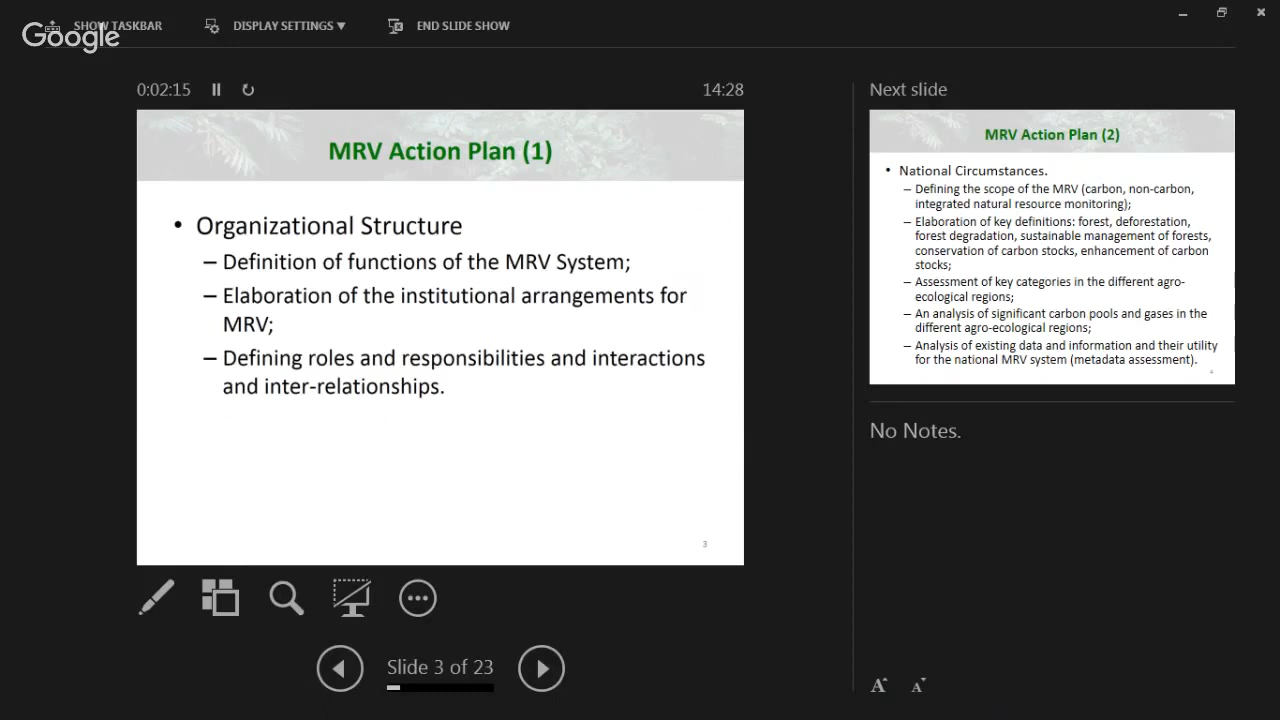 SHOW TASKBAR
DISPLAY SETTINGS ▼
END SLIDE SHOW
Google
0:02:15
14:28
MRV Action Plan (1)
• Organizational Structure
– Definition of functions of the MRV System;
– Elaboration of the institutional arrangements for
MRV;
– Defining roles and responsibilities and interactions
and inter-relationships.
3
Slide 3 of 23
Next slide
MRV Action Plan (2)
• National Circumstances.
– Defining the scope of the MRV (carbon, non-carbon,
integrated natural resource monitoring);
– Elaboration of key definitions: forest, deforestation,
forest degradation, sustainable management of forests,
conservation of carbon stocks, enhancement of carbon
stocks;
– Assessment of key categories in the different agro-
ecological regions;
– An analysis of significant carbon pools and gases in the
different agro-ecological regions;
– Analysis of existing data and information and their utility
for the national MRV system (metadata assessment).
4
No Notes.
A A